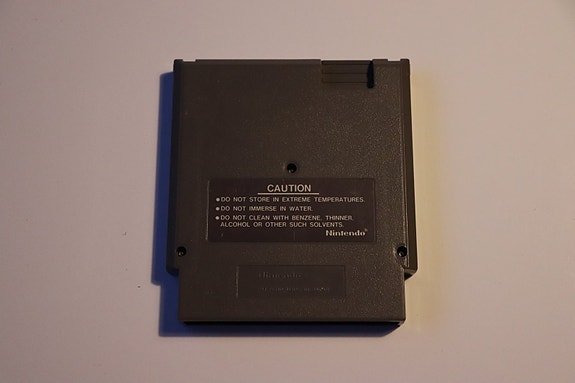 CAUTION
● DO NOT STORE IN EXTREME TEMPERATURES.
● DO NOT IMMERSE IN WATER.
● DO NOT CLEAN WITH BENZENE, THINNER,
ALCOHOL OR OTHER SUCH SOLVENTS.
Nintendo®
Nintendo